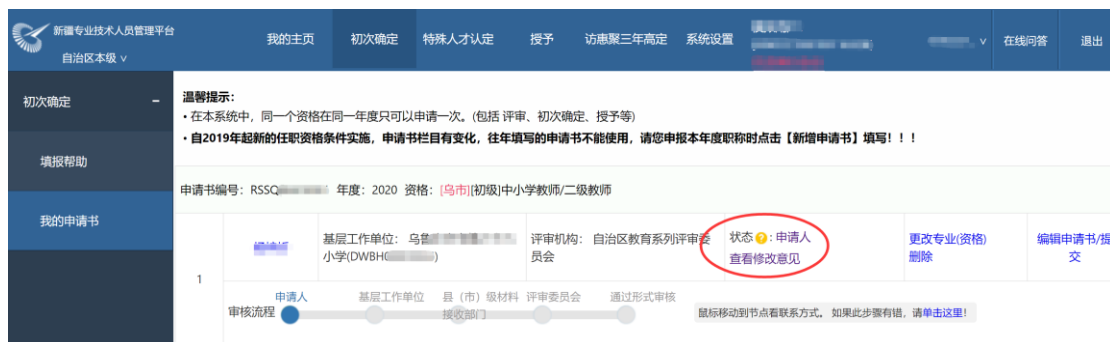 新疆专业技术人员管理平台
自治区本级
我的主页 初次确定 特殊人才认定 授予 访惠聚三年高定 系统设置 在线问答 退出
初次确定
填报帮助
我的申请书
温馨提示:
• 在本系统中，同一个资格在同一年度只可以申请一次。(包括 评审、初次确定、授予等)
• 自2019年起新的任职资格条件实施，申请书栏目有变化，往年填写的申请书不能使用，请您申报本年度职称时点击【新增申请书】填写！！！
申请书编号：RSSQ 年度：2020 资格：[乌市][初级]中小学教师/二级教师
1
基层工作单位：
小学(DWBH )
评审机构： 自治区教育系列评审委
员会
状态 ?：申请人
查看修改意见
更改专业(资格)
删除
编辑申请书/提
交
审核流程
申请人
基层工作单位
县（市）级材料
接收部门
评审委员会
通过形式审核
鼠标移动到节点看联系方式。 如果此步骤有错，请单击这里!